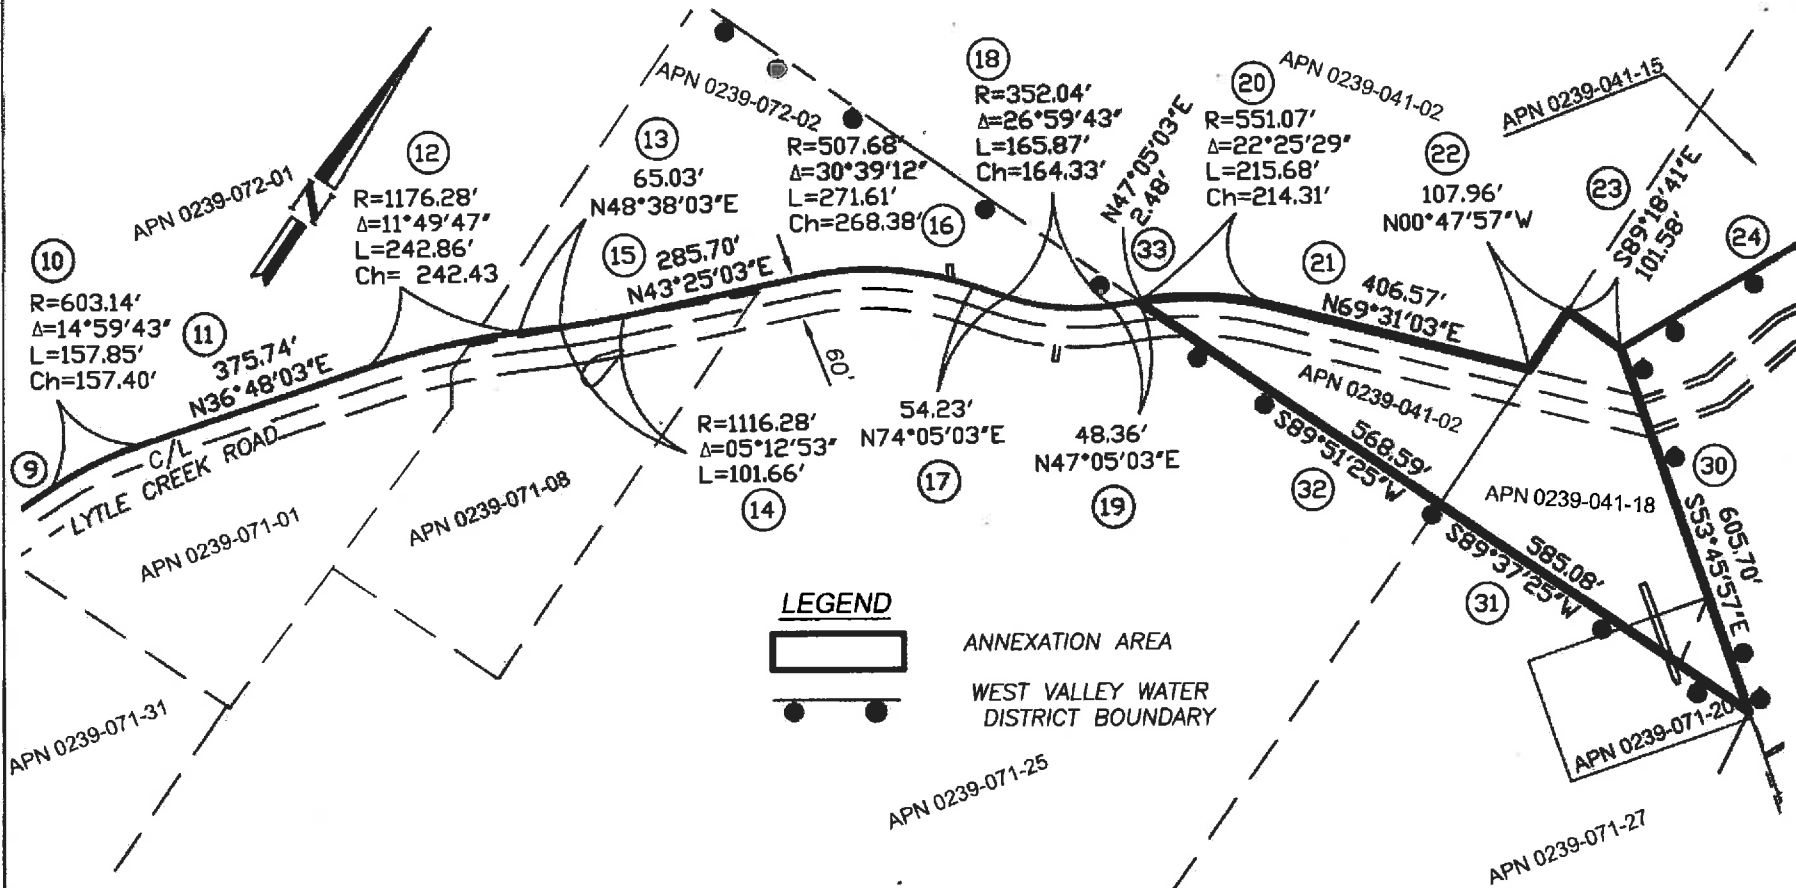 APN 0239-072-01
N
10
R=603.14'
Δ=14°59'43"
L=157.85'
Ch=157.40'
9
11
375.74'
N36°48'03"E
C/L
LYTLE CREEK ROAD
12
R=1176.28'
Δ=11°49'47"
L=242.86'
Ch= 242.43
13
65.03'
N48°38'03"E
15
285.70'
N43°25'03"E
APN 0239-072-02
R=507.68'
Δ=30°39'12"
L=271.61'
Ch=268.38'
16
18
R=352.04'
Δ=26°59'43"
L=165.87'
Ch=164.33'
N47°05'03"E
2.48'
33
20
R=551.07'
Δ=22°25'29"
L=215.68'
Ch=214.31'
APN 0239-041-02
APN 0239-041-15
21
406.57'
N69°31'03"E
22
107.96'
N00°47'57"W
23
S89°18'41"E
101.58'
24
60'
R=1116.28'
Δ=05°12'53"
L=101.66'
14
54.23'
N74°05'03"E
17
48.36'
N47°05'03"E
19
APN 0239-041-02
568.59'
S89°51'25"W
32
APN 0239-041-18
30
605.70'
S53°45'57"E
585.08'
S89°37'25"W
31
APN 0239-071-01
APN 0239-071-08
APN 0239-071-31
LEGEND
ANNEXATION AREA
WEST VALLEY WATER
DISTRICT BOUNDARY
APN 0239-071-20
APN 0239-071-25
APN 0239-071-27